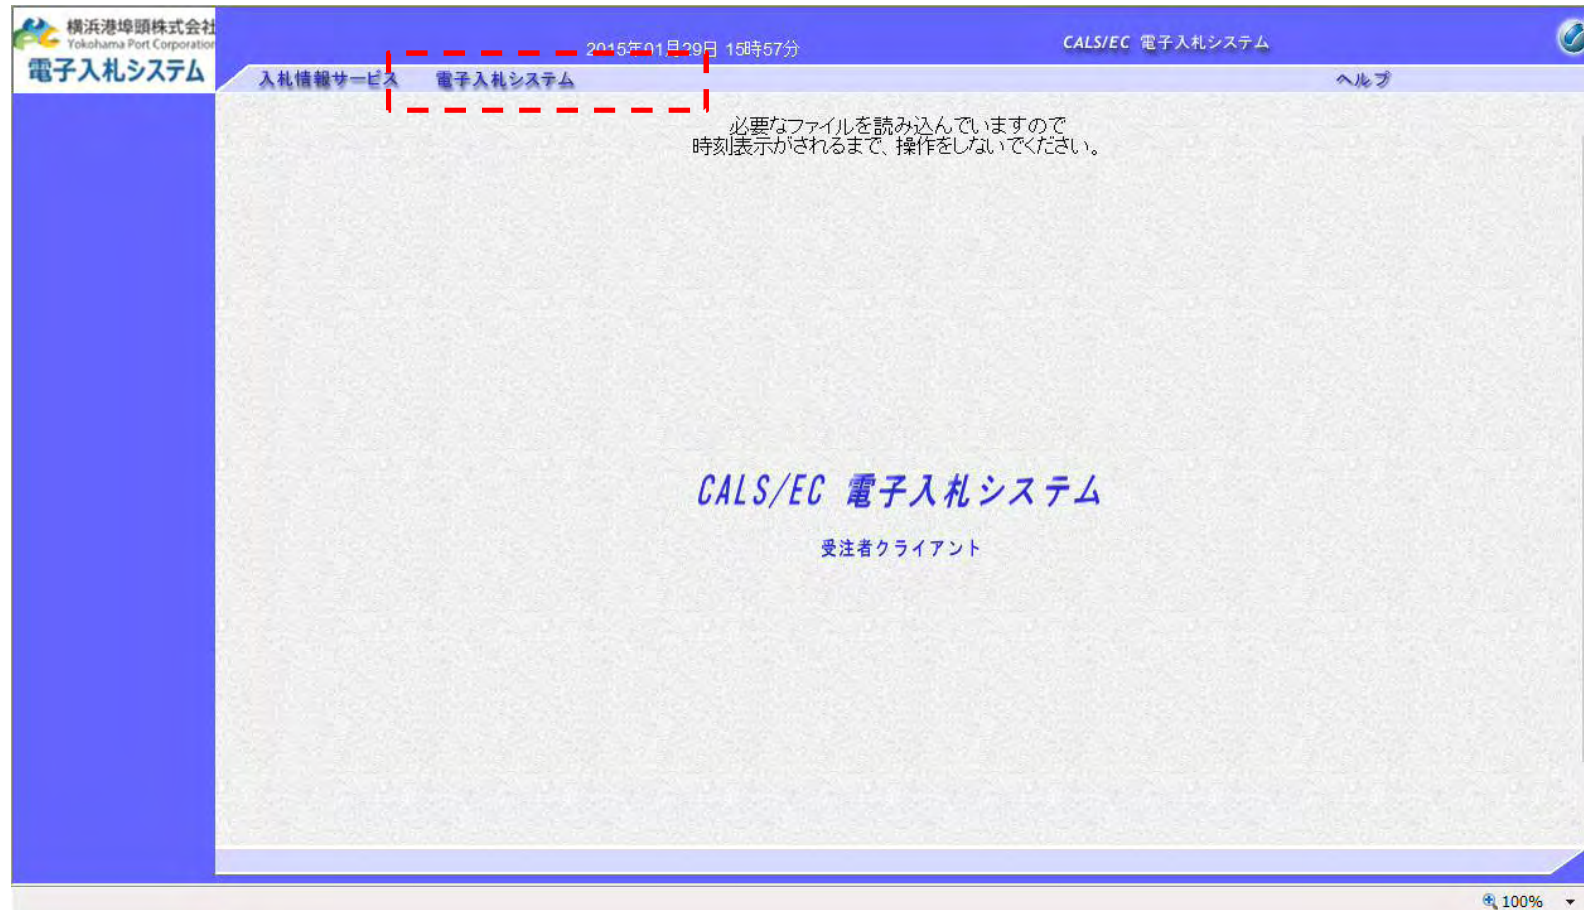 横浜港埠頭株式会社
Yokohama Port Corporation
電子入札システム
2015年01月29日 15時57分
CALS/EC 電子入札システム
入札情報サービス 電子入札システム ヘルプ
必要なファイルを読み込んでいますので
時刻表示がされるまで、操作をしないでください。
CALS/EC 電子入札システム
受注者クライアント
100%